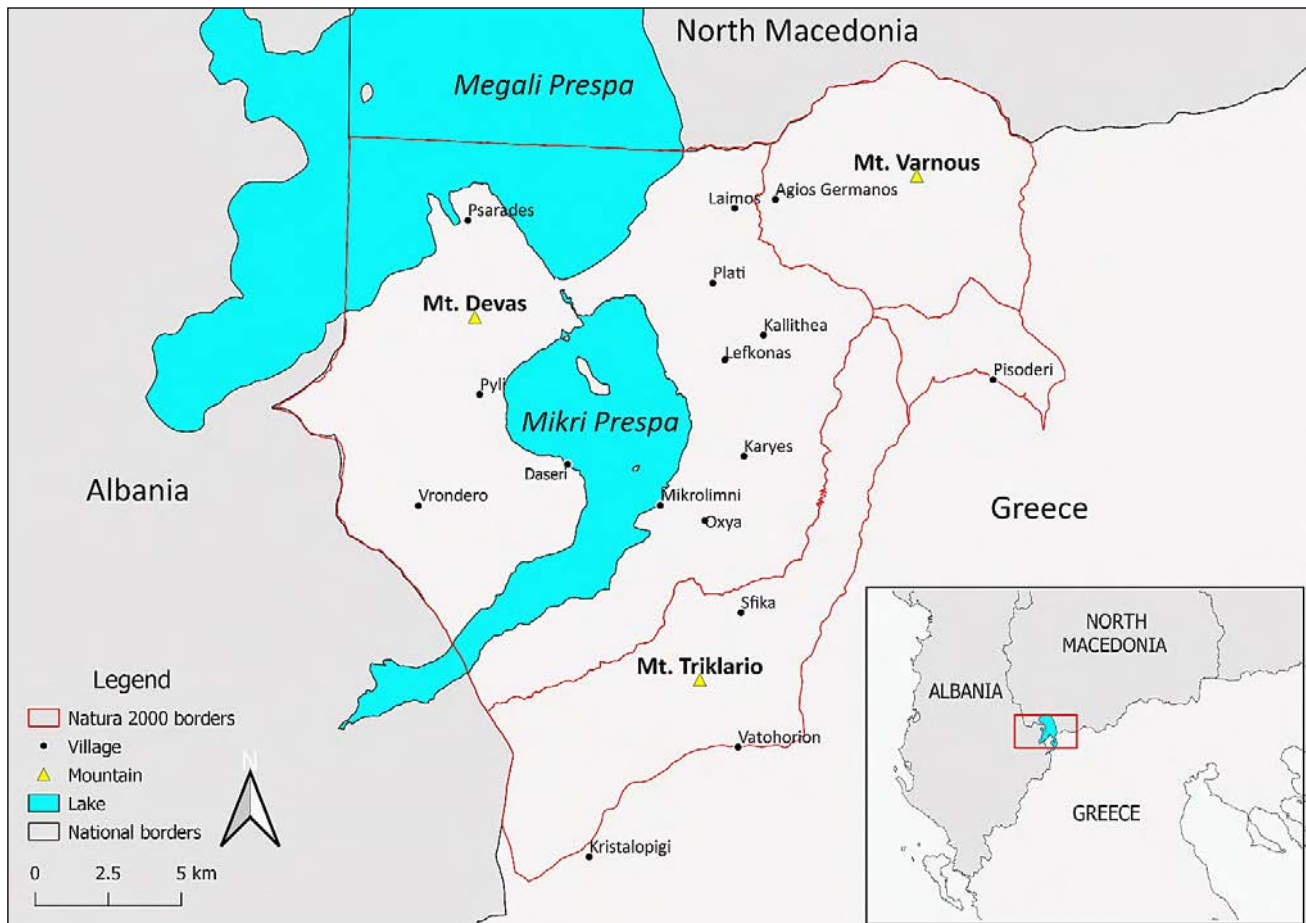 North Macedonia
Megali Prespa
Mt. Varnous
Agios Germanos
Laimos
Psarades
Plati
Mt. Devas
Kallithea
Lefkonas
Pisoderi
Pyli
Mikri Prespa
Karyes
Daseri
Albania
Mikrolimni
Vrondero
Greece
Oxya
Sfika
Mt. Triklario
Vatohorion
Kristalopigi
Legend
Natura 2000 borders
Village
Mountain
Lake
National borders
N
0 2.5 5 km
NORTH
MACEDONIA
ALBANIA
GREECE